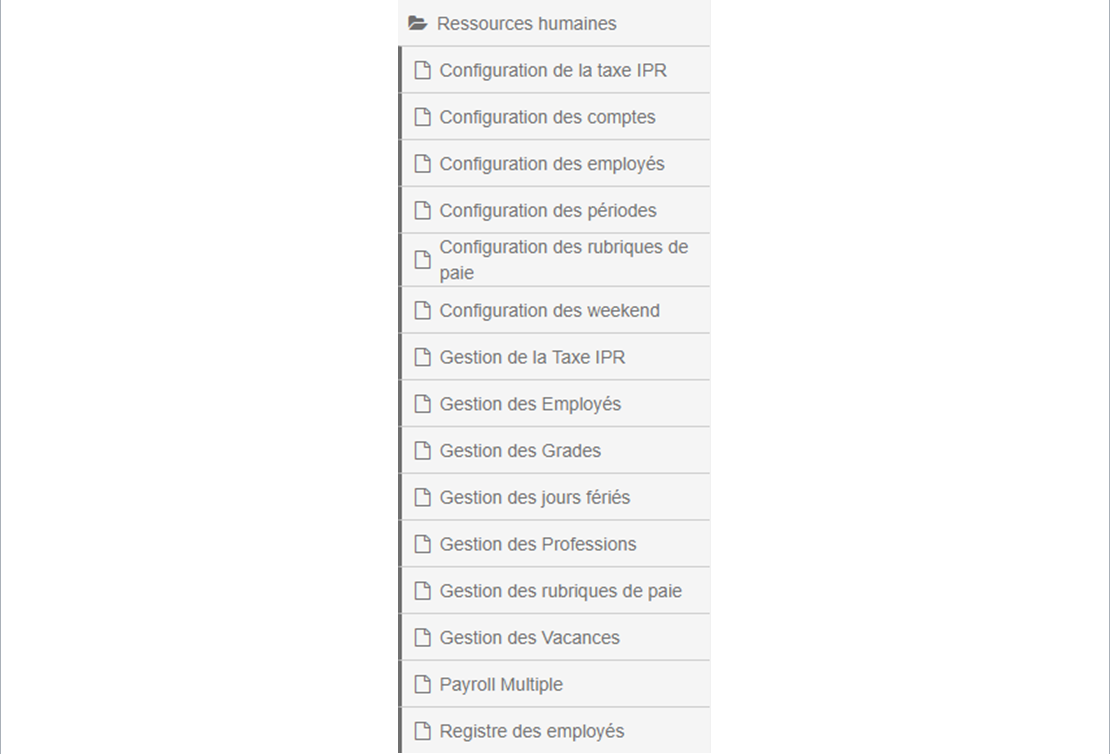 Ressources humaines
Configuration de la taxe IPR
Configuration des comptes
Configuration des employés
Configuration des périodes
Configuration des rubriques de
paie
Configuration des weekend
Gestion de la Taxe IPR
Gestion des Employés
Gestion des Grades
Gestion des jours fériés
Gestion des Professions
Gestion des rubriques de paie
Gestion des Vacances
Payroll Multiple
Registre des employés